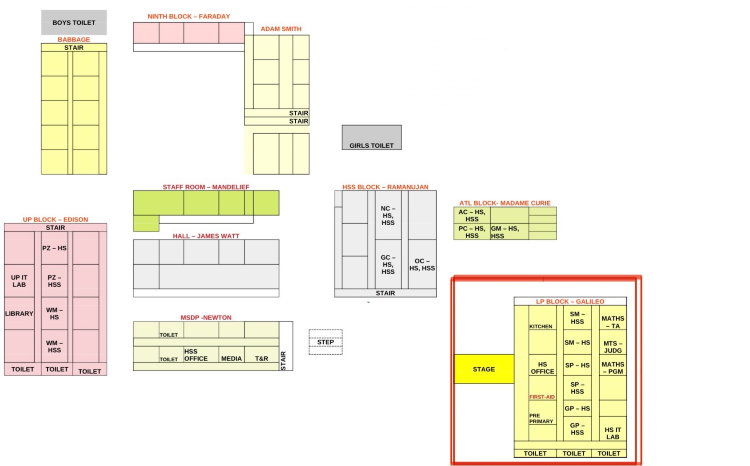 BOYS TOILET
BABBAGE
STAIR
NINTH BLOCK – FARADAY
ADAM SMITH
STAIR
STAIR
GIRLS TOILET
STAFF ROOM – MANDELIEF
HALL – JAMES WATT
HSS BLOCK – RAMANUJAN
NC –
HS,
HSS
GC –
HS,
HSS
OC –
HS, HSS
STAIR
-
ATL BLOCK- MADAME CURIE
AC – HS,
HSS
PC – HS,
HSS
GM – HS,
HSS
UP BLOCK – EDISON
STAIR
PZ – HS
UP IT
LAB
PZ –
HSS
LIBRARY
WM –
HS
WM –
HSS
TOILET
TOILET
TOILET
MSDP -NEWTON
TOILET
TOILET
HSS
OFFICE
MEDIA
T&R
STAIR
STEP
LP BLOCK – GALILEO
STAGE
KITCHEN
SM –
HSS
MATHS
– TA
SM – HS
MTS –
JUDG
HS
OFFICE
SP – HS
MATHS
– PGM
SP –
HSS
FIRST-AID
GP – HS
PRE
PRIMARY
GP –
HSS
HS IT
LAB
TOILET
TOILET
TOILET